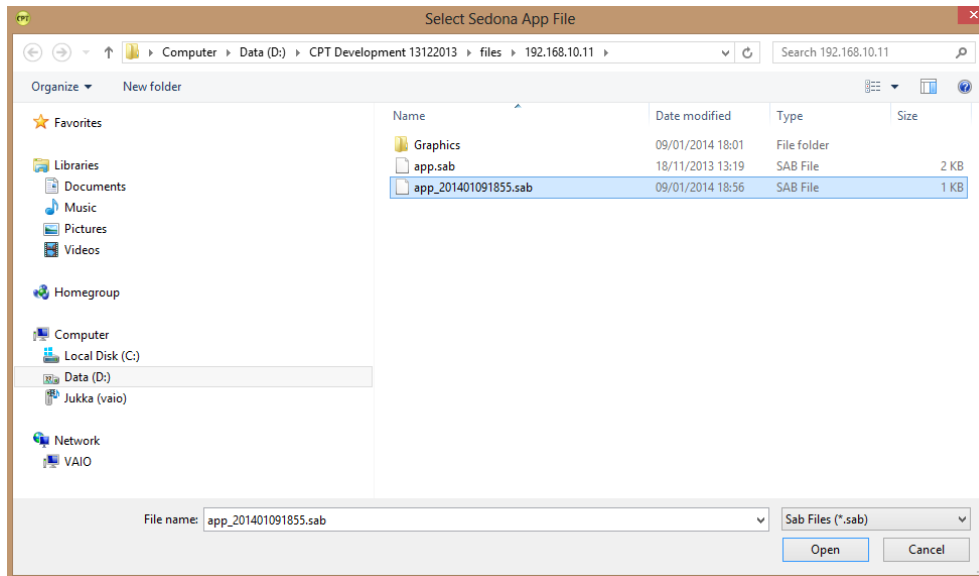 CPT
Select Sedona App File
Computer Data (D:) CPT Development 13122013 files 192.168.10.11
Search 192.168.10.11
Organize New folder
Name Date modified Type Size
Favorites
Graphics 09/01/2014 18:01 File folder
app.sab 18/11/2013 13:19 SAB File 2 KB
app_201401091855.sab 09/01/2014 18:56 SAB File 1 KB
Libraries
Documents
Music
Pictures
Videos
Homegroup
Computer
Local Disk (C:)
Data (D:)
Jukka (vaio)
Network
VAIO
File name: app_201401091855.sab Sab Files (*.sab)
Open Cancel